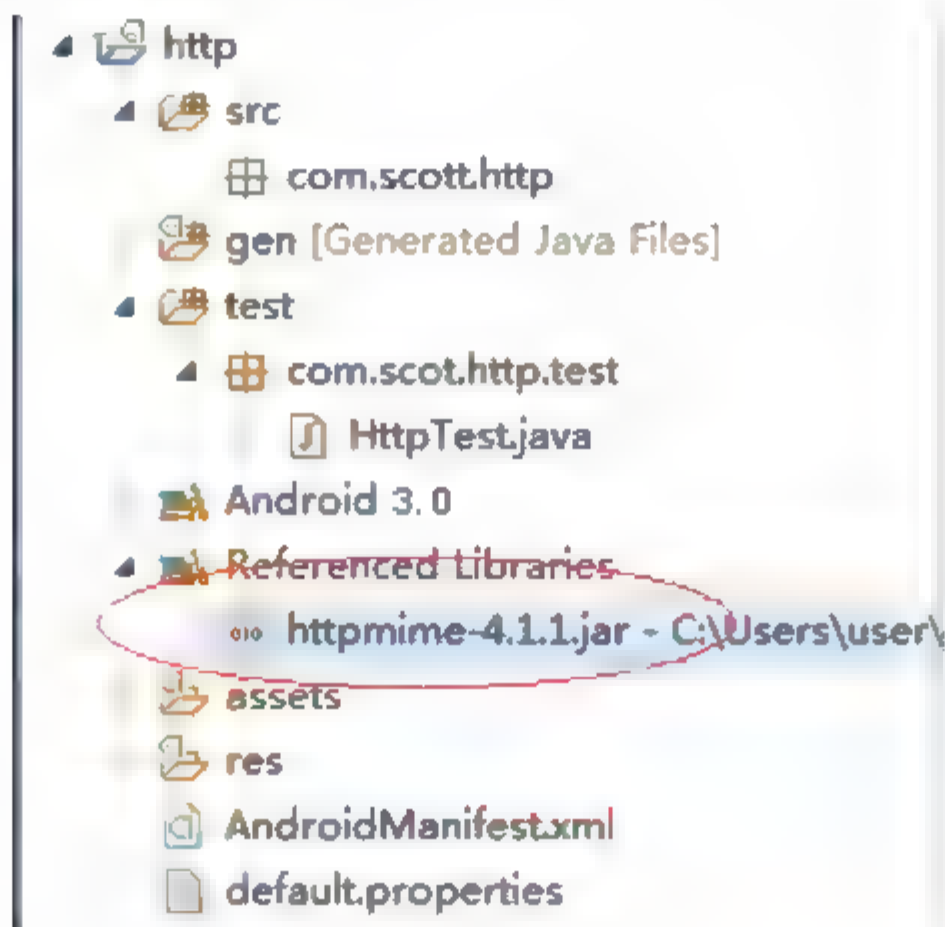 http
src
com.scott.http
gen [Generated Java Files]
test
com.scot.http.test
HttpTest.java
Android 3.0
Referenced Libraries
httpmime-4.1.1.jar - C:\Users\user\
assets
res
AndroidManifest.xml
default.properties